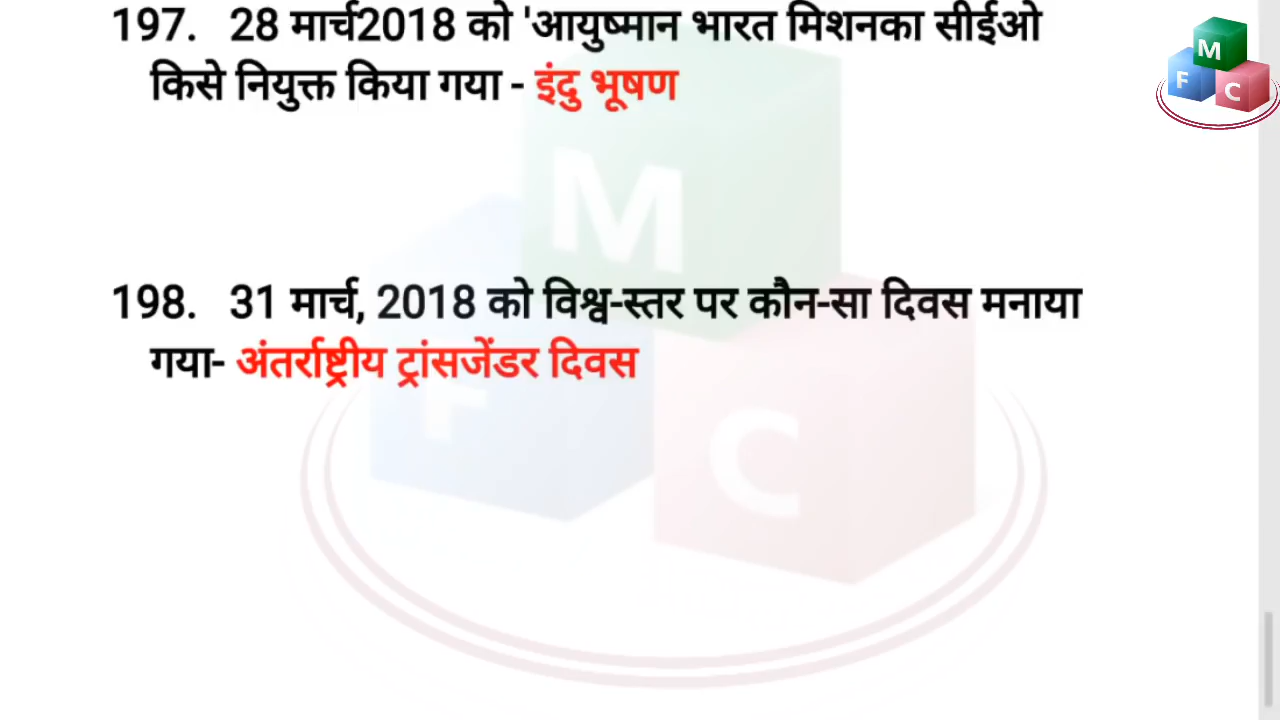 197. 28 मार्च2018 को 'आयुष्मान भारत मिशनका सीईओ
किसे नियुक्त किया गया - इंदु भूषण
198. 31 मार्च, 2018 को विश्व-स्तर पर कौन-सा दिवस मनाया
गया- अंतर्राष्ट्रीय ट्रांसजेंडर दिवस
M
F C
M
F
C